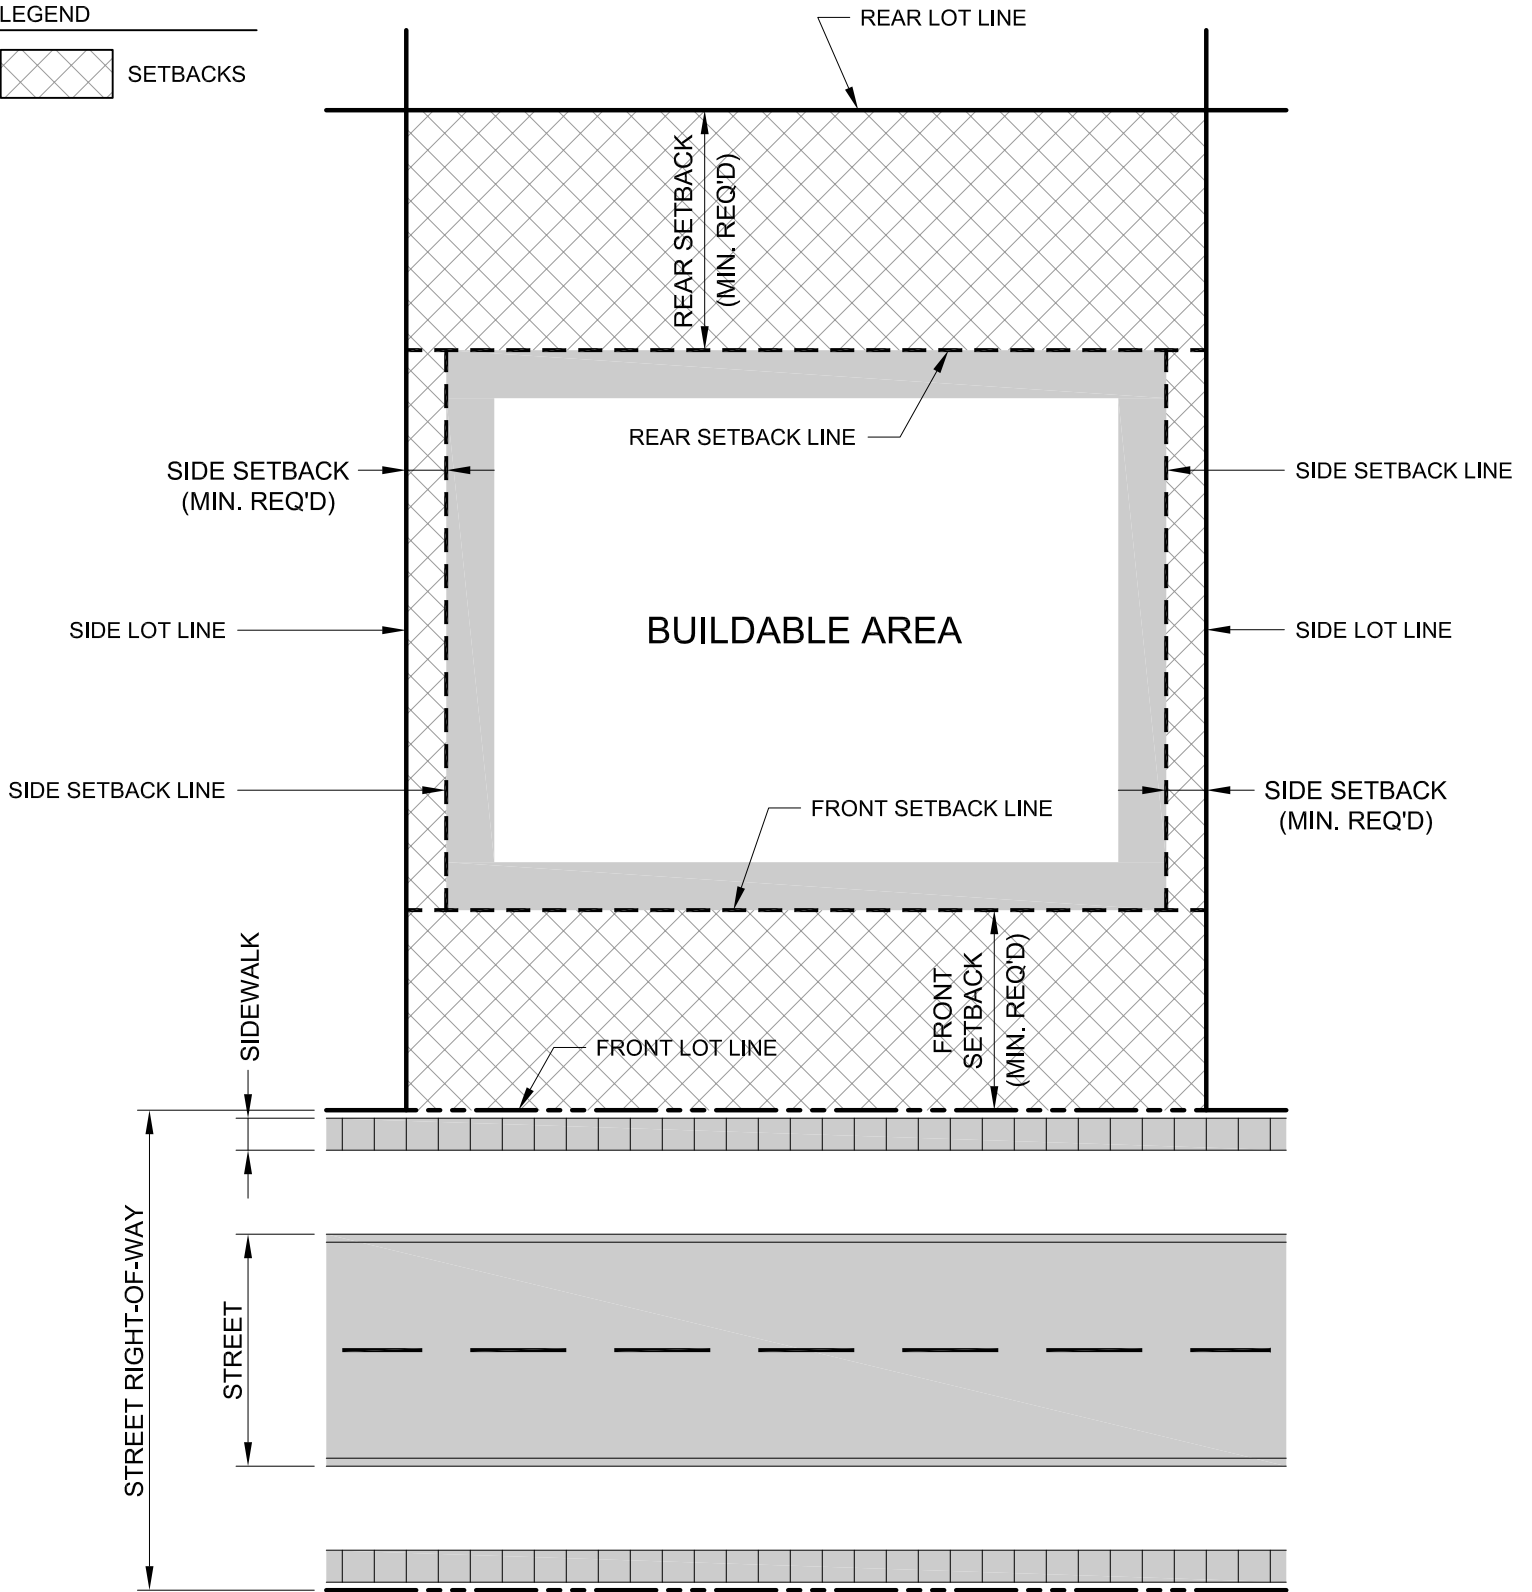 LEGEND
SETBACKS
REAR LOT LINE
REAR SETBACK
(MIN. REQ'D)
REAR SETBACK LINE
SIDE SETBACK
(MIN. REQ'D)
SIDE SETBACK LINE
BUILDABLE AREA
SIDE LOT LINE
SIDE LOT LINE
SIDE SETBACK LINE
FRONT SETBACK LINE
SIDE SETBACK
(MIN. REQ'D)
SIDEWALK
FRONT
SETBACK
(MIN. REQ'D)
FRONT LOT LINE
STREET RIGHT-OF-WAY
STREET